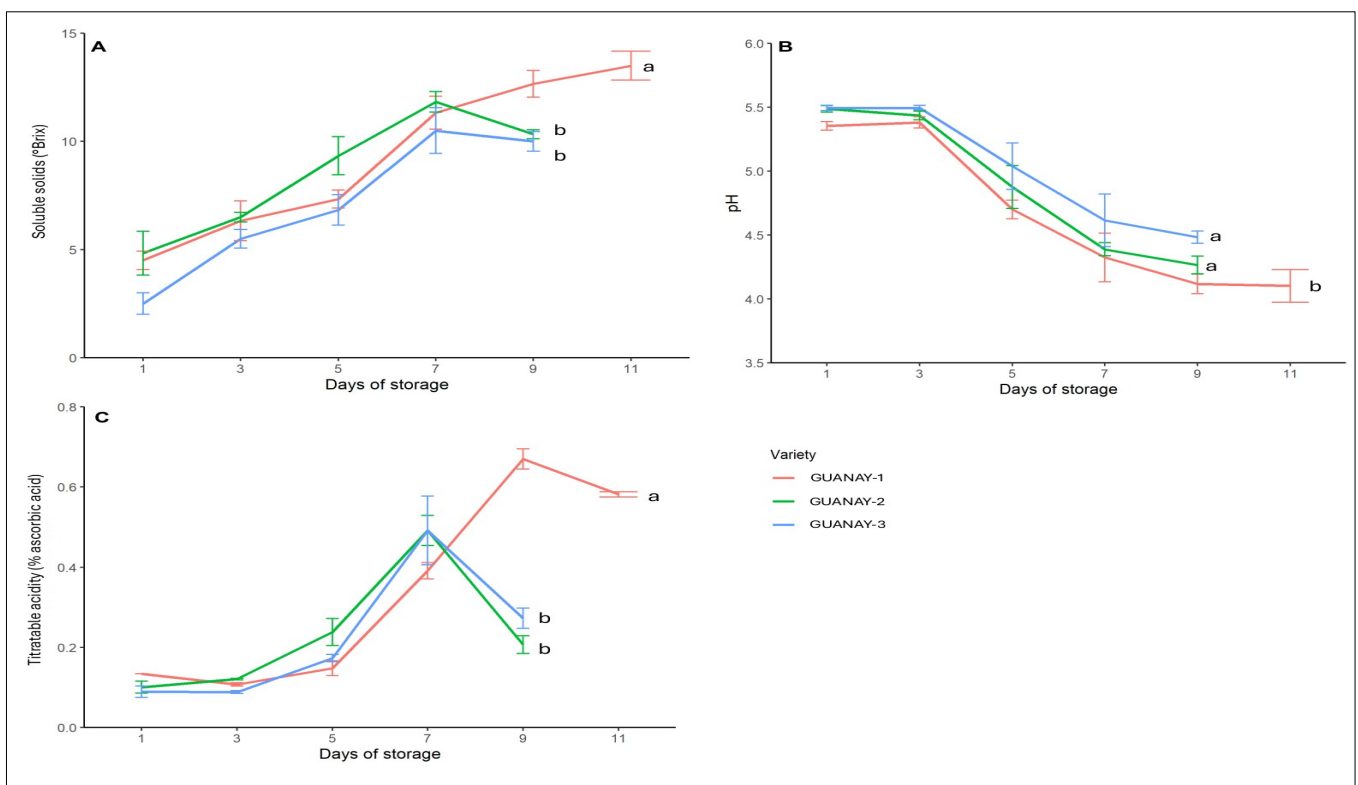 A
Soluble solids (ºBrix)
15
10
5
0
a
b
b
1 3 5 7 9 11
Days of storage
B
pH
6.0
5.5
5.0
4.5
4.0
3.5
a
a
b
1 3 5 7 9 11
Days of storage
C
Titratable acidity (% ascorbic acid)
0.8
0.6
0.4
0.2
0.0
a
b
b
1 3 5 7 9 11
Days of storage
Variety
GUANAY-1
GUANAY-2
GUANAY-3